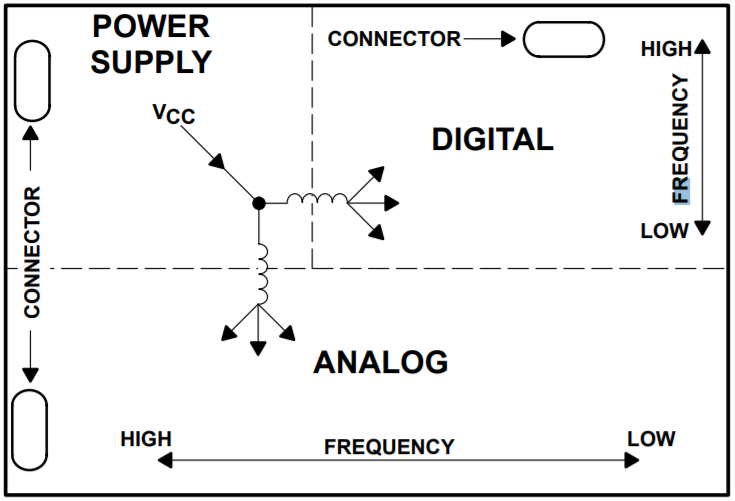 POWER
SUPPLY
CONNECTOR
HIGH
VCC
DIGITAL
FREQUENCY
CONNECTOR
LOW
ANALOG
HIGH
FREQUENCY
LOW